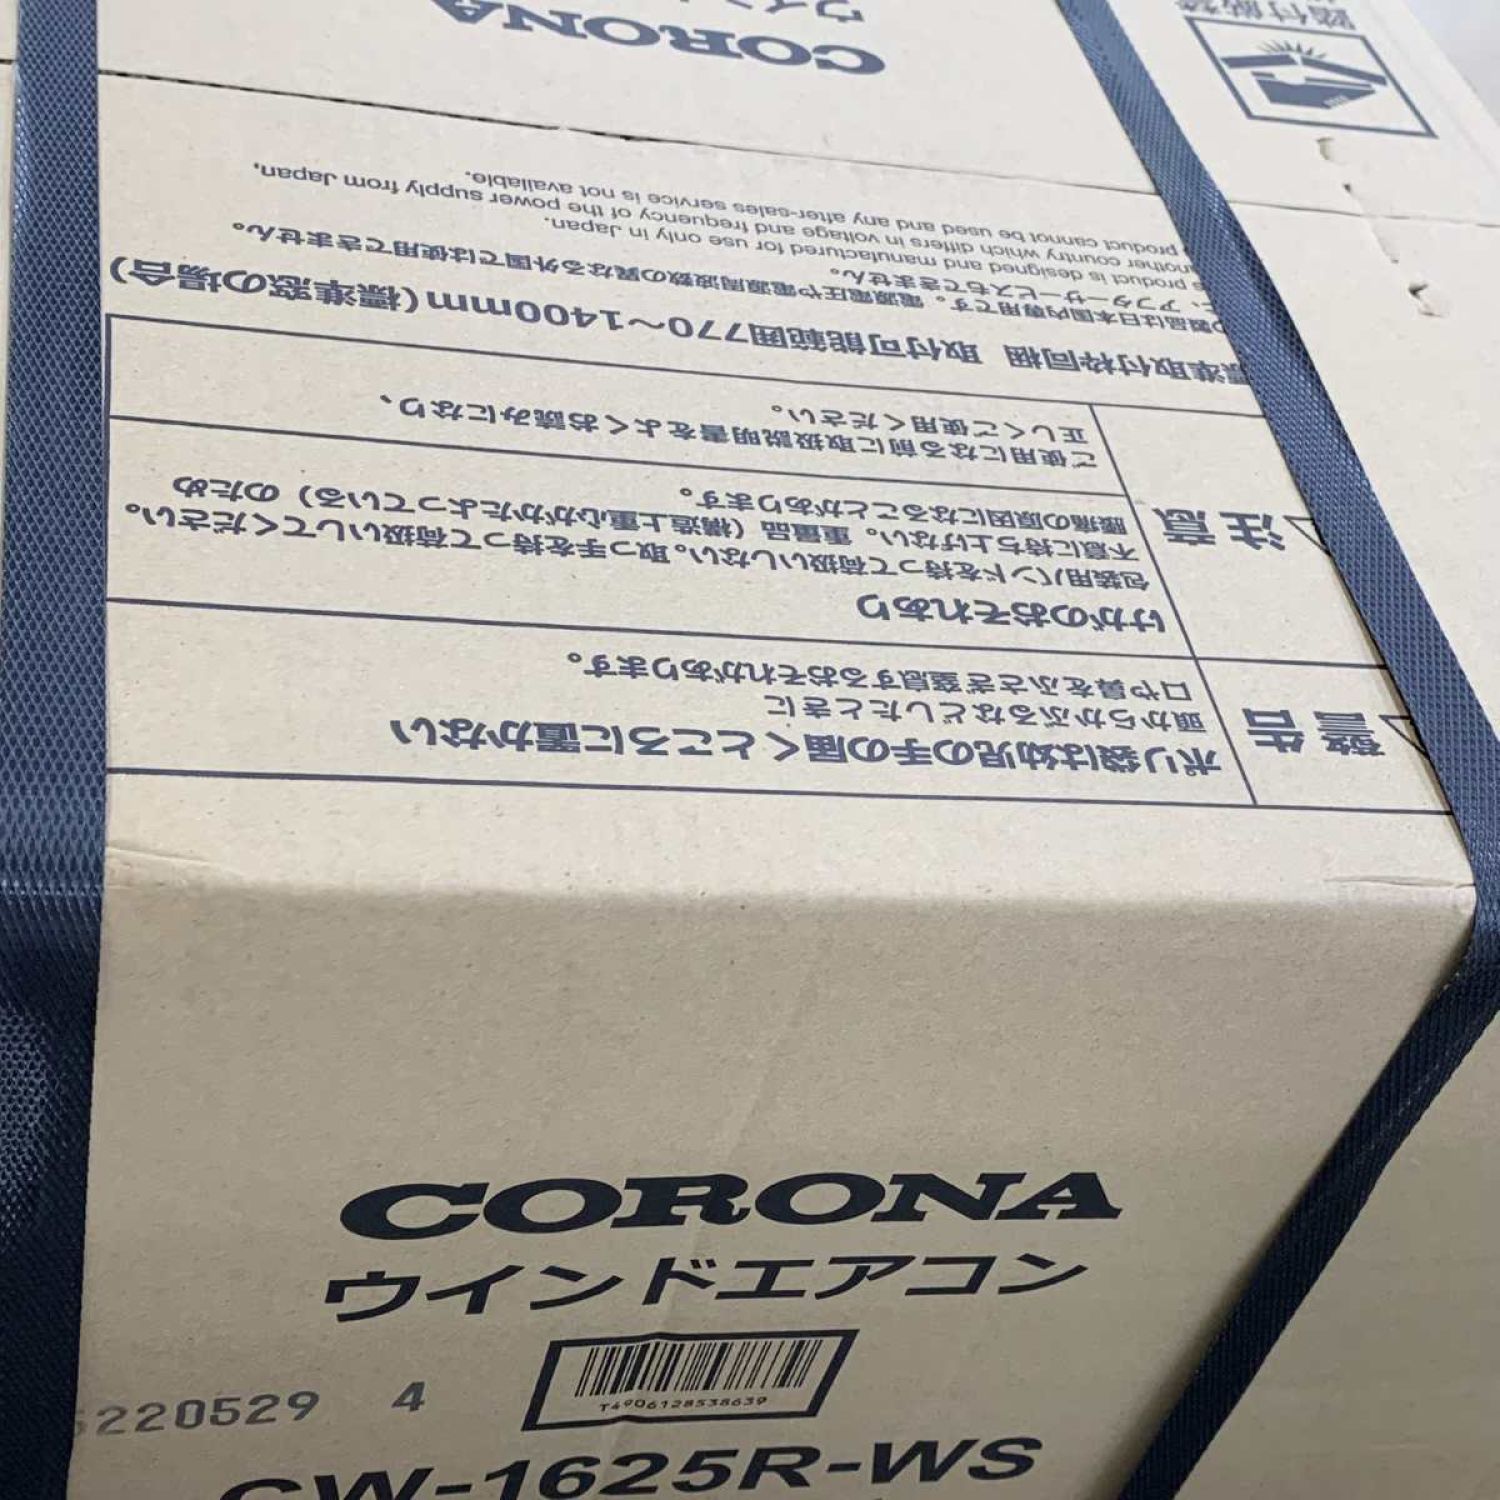 CORONA
標準取付枠同梱 取付可能範囲770〜1400mm(標準窓の場合)
の製品は日本国内専用です。電源電圧や電源周波数の異なる外国では使用できません。
、アフターサービスもできません。
product is designed and manufactured for use only in Japan.
another country which differs in voltage and frequency of the power supply from Japan,
product cannot be used and any after-sales service is not available.
警告
ポリ袋は幼児の手の届くところに置かない
頭からかぶるなどしたときに
口や鼻をふさぎ窒息するおそれがあります。
注意
けがのおそれあり
包装用バンドを持って荷扱いしない。取っ手を持って荷扱いしてください。
不意に持ち上げない。重量品(構造上重心がかたよっている)のため
腰痛の原因になることがあります。
ご使用になる前に取扱説明書をよくお読みになり、
正しくご使用ください。
CORONA
ウインドエアコン
T4906128538639
220529 4
CW-1625R-WS